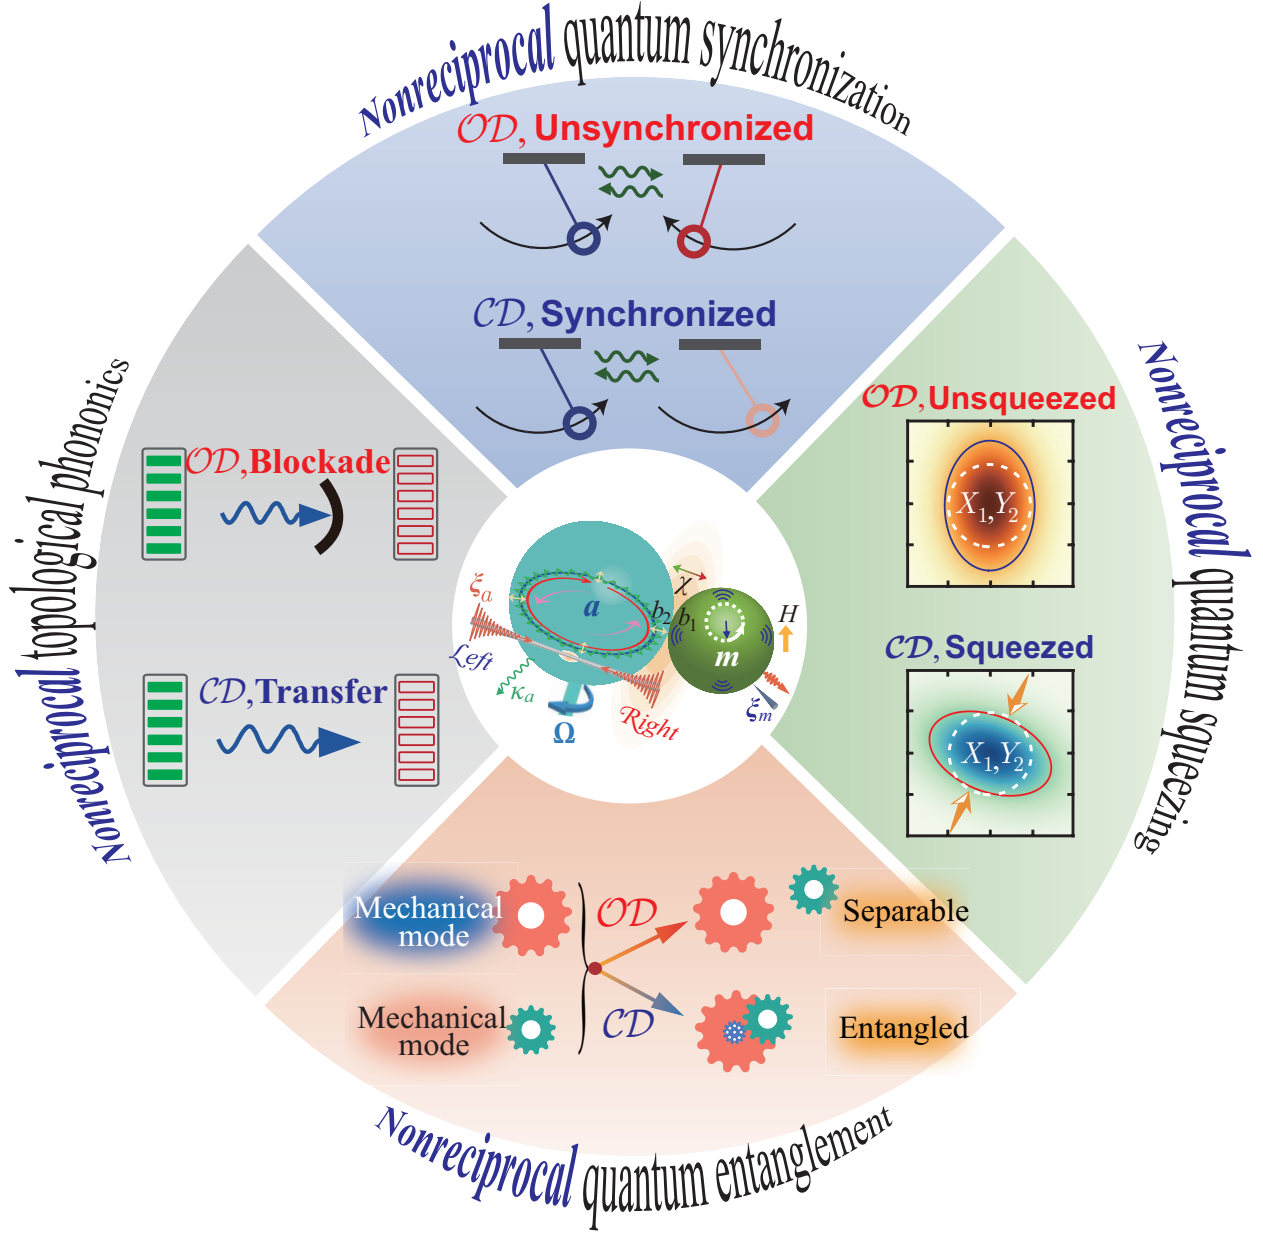 Nonreciprocal quantum synchronization
OD, Unsynchronized
CD, Synchronized
Nonreciprocal quantum squeezing
OD, Unsqueezed
X₁,Y₂
CD, Squeezed
X₁,Y₂
Nonreciprocal topological phononics
OD, Blockade
CD, Transfer
ξₐ
a
χ
b₂
b₁
H
m
Left
κₐ
Ω
Right
ξₘ
Mechanical
mode
OD
Separable
Mechanical
mode
CD
Entangled
Nonreciprocal quantum entanglement